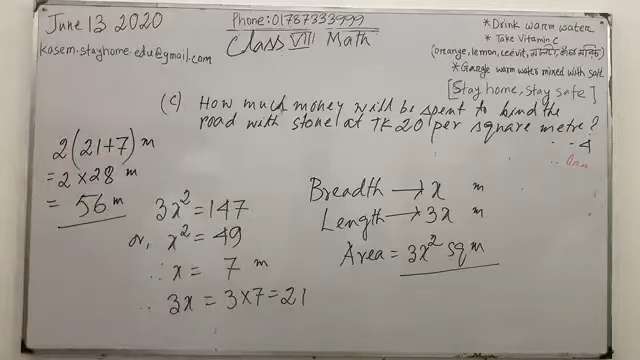 June 13 2020
kasem.stayhome.edu@gmail.com
Phone: 01787333999
Class VIII Math
* Drink warm water
* Take Vitamin C
(orange, lemon, ceevit,
* Gargle warm water mixed with salt
[Stay home, stay safe]
(c) How much money will be spent to bind the
road with stone at TK 20 per square metre?
4
2(21+7) m
= 2 × 28 m
= 56 m
3x² = 147
or, x² = 49
∴ x = 7 m
∴ 3x = 3×7 = 21
Breadth → x m
Length → 3x m
Area = 3x² sq m